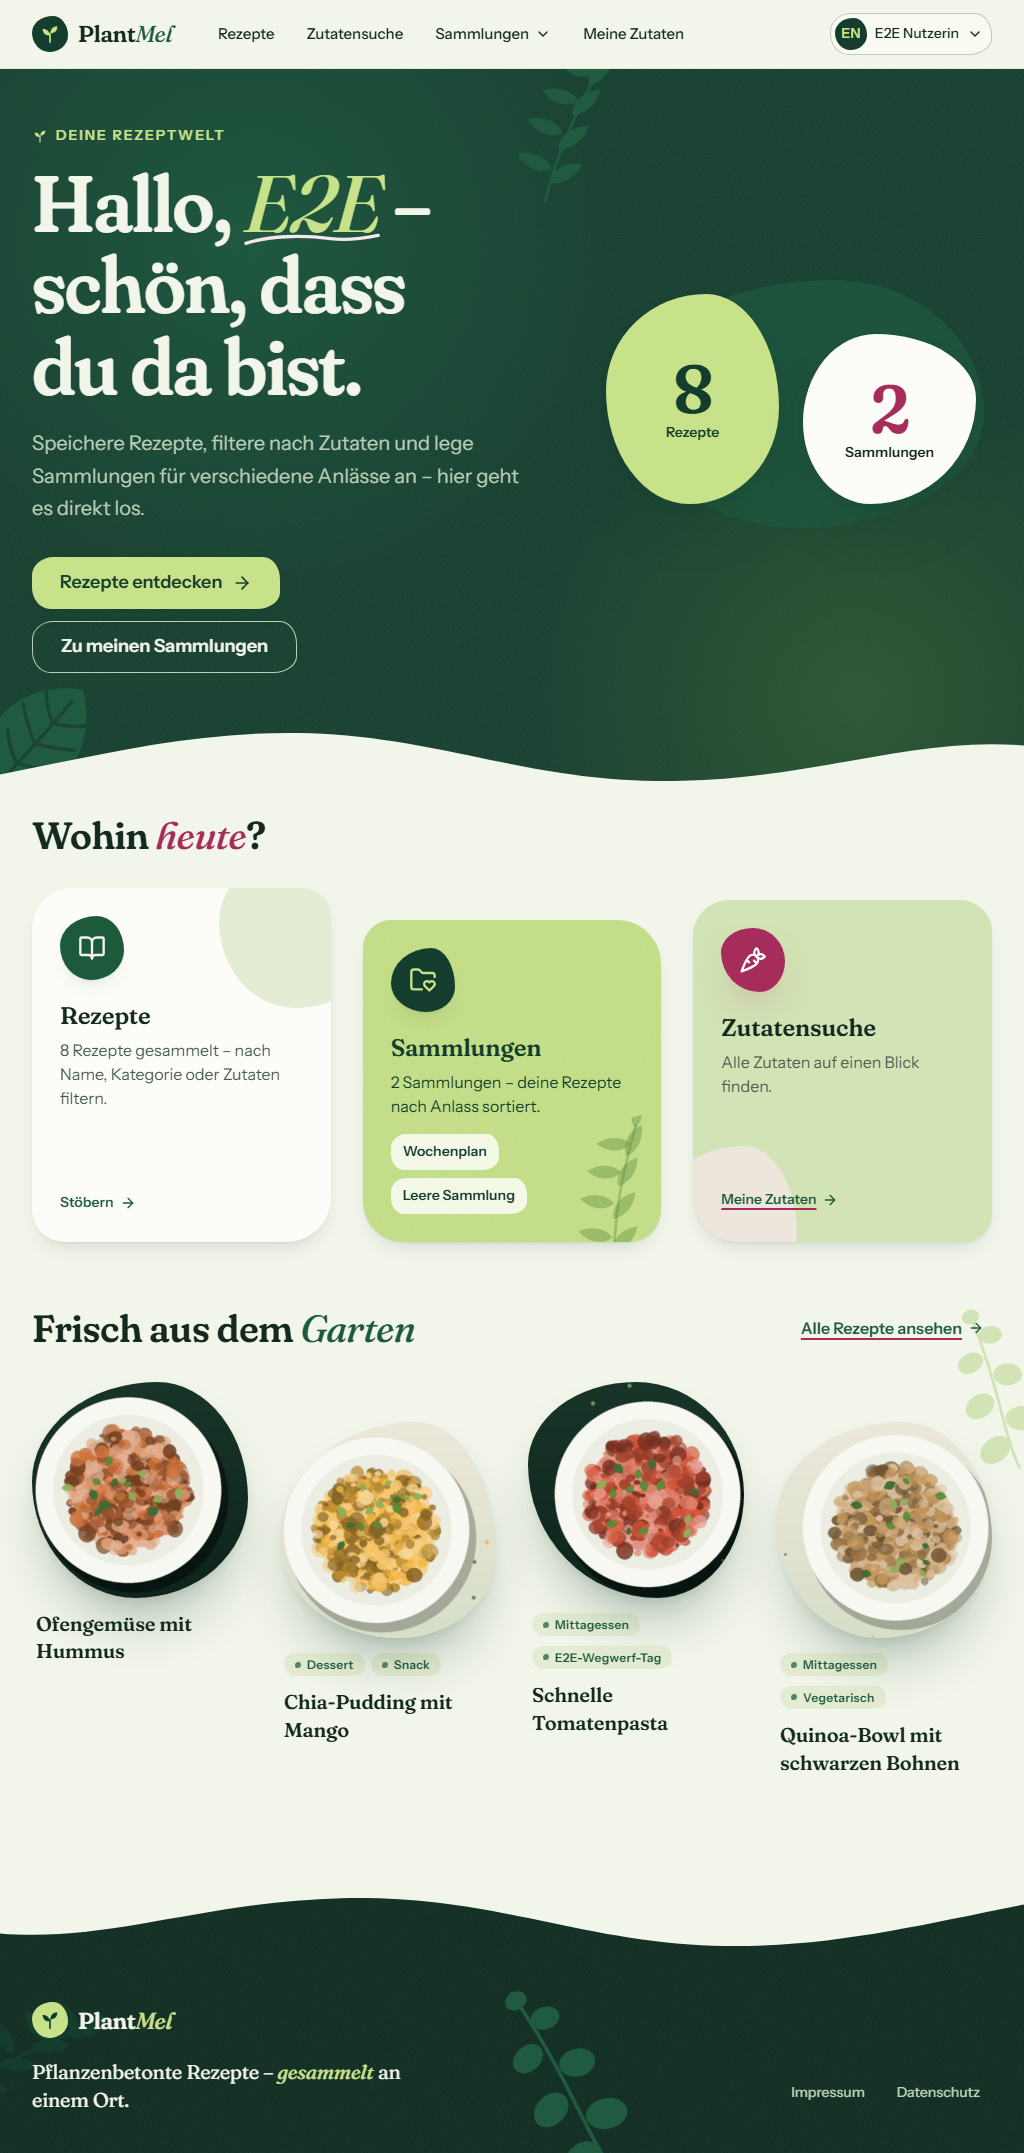 PlantMel
Rezepte
Zutatensuche
Sammlungen
Meine Zutaten
EN
E2E Nutzerin
DEINE REZEPTWELT
Hallo, E2E –
schön, dass
du da bist.
Speichere Rezepte, filtere nach Zutaten und lege
Sammlungen für verschiedene Anlässe an – hier geht
es direkt los.
Rezepte entdecken
Zu meinen Sammlungen
8
Rezepte
2
Sammlungen
Wohin heute?
Rezepte
8 Rezepte gesammelt – nach
Name, Kategorie oder Zutaten
filtern.
Stöbern
Sammlungen
2 Sammlungen – deine Rezepte
nach Anlass sortiert.
Wochenplan
Leere Sammlung
Zutatensuche
Alle Zutaten auf einen Blick
finden.
Meine Zutaten
Frisch aus dem Garten
Alle Rezepte ansehen
Ofengemüse mit
Hummus
Dessert
Snack
Chia-Pudding mit
Mango
Mittagessen
E2E-Wegwerf-Tag
Schnelle
Tomatenpasta
Mittagessen
Vegetarisch
Quinoa-Bowl mit
schwarzen Bohnen
PlantMel
Pflanzenbetonte Rezepte – gesammelt an
einem Ort.
Impressum
Datenschutz